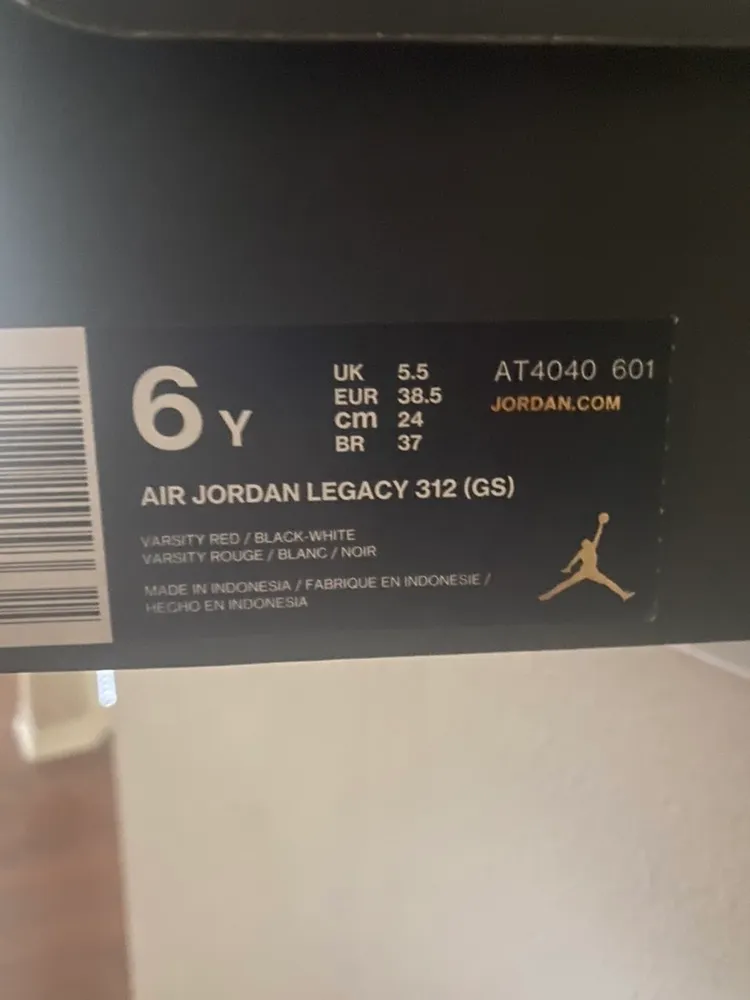 6 Y
UK 5.5
EUR 38.5
cm 24
BR 37
AT4040 601
JORDAN.COM
AIR JORDAN LEGACY 312 (GS)
VARSITY RED / BLACK-WHITE
VARSITY ROUGE / BLANC / NOIR
MADE IN INDONESIA / FABRIQUE EN INDONESIE /
HECHO EN INDONESIA